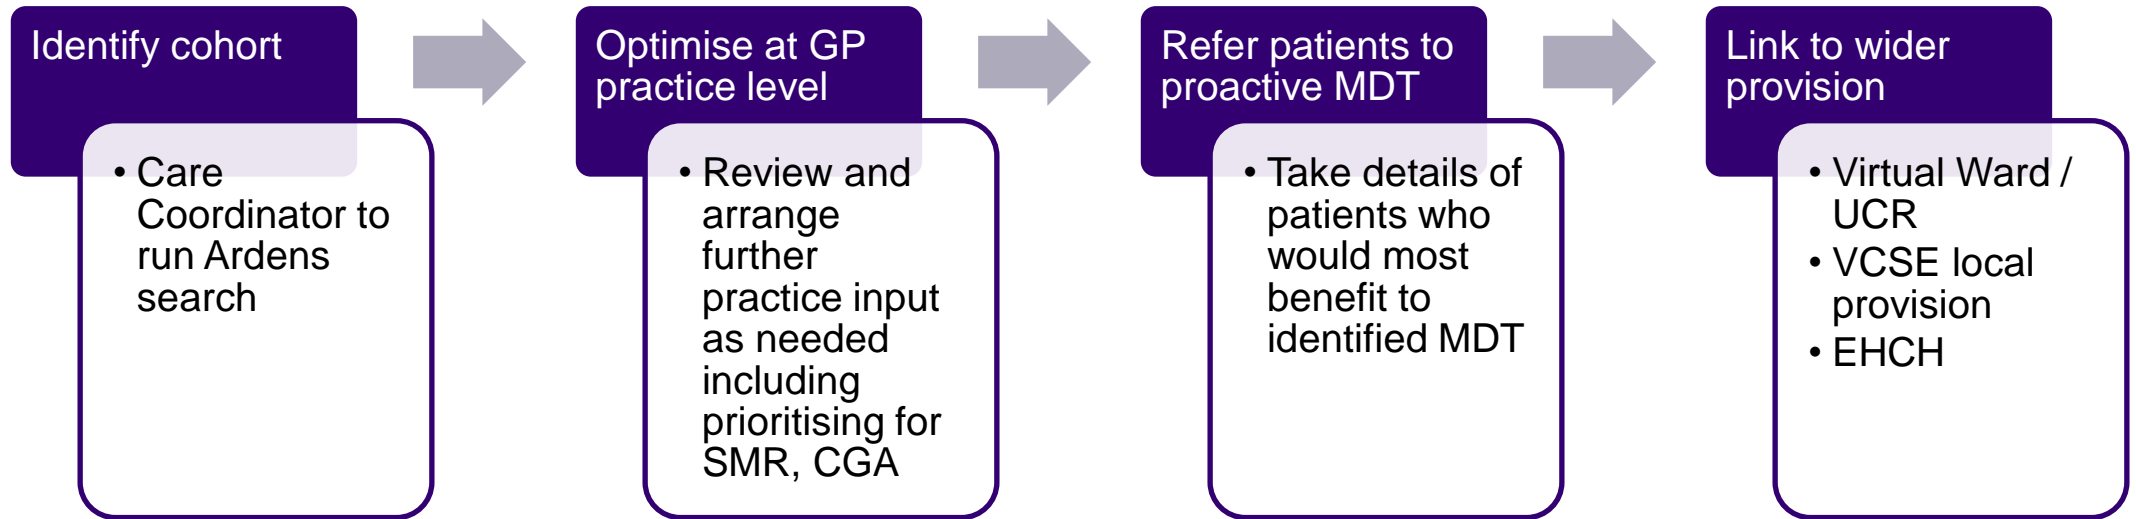 Identify cohort
• Care
Coordinator to
run Ardens
search
Optimise at GP
practice level
• Review and
arrange
further
practice input
as needed
including
prioritising for
SMR, CGA
Refer patients to
proactive MDT
• Take details of
patients who
would most
benefit to
identified MDT
Link to wider
provision
• Virtual Ward /
UCR
• VCSE local
provision
• EHCH